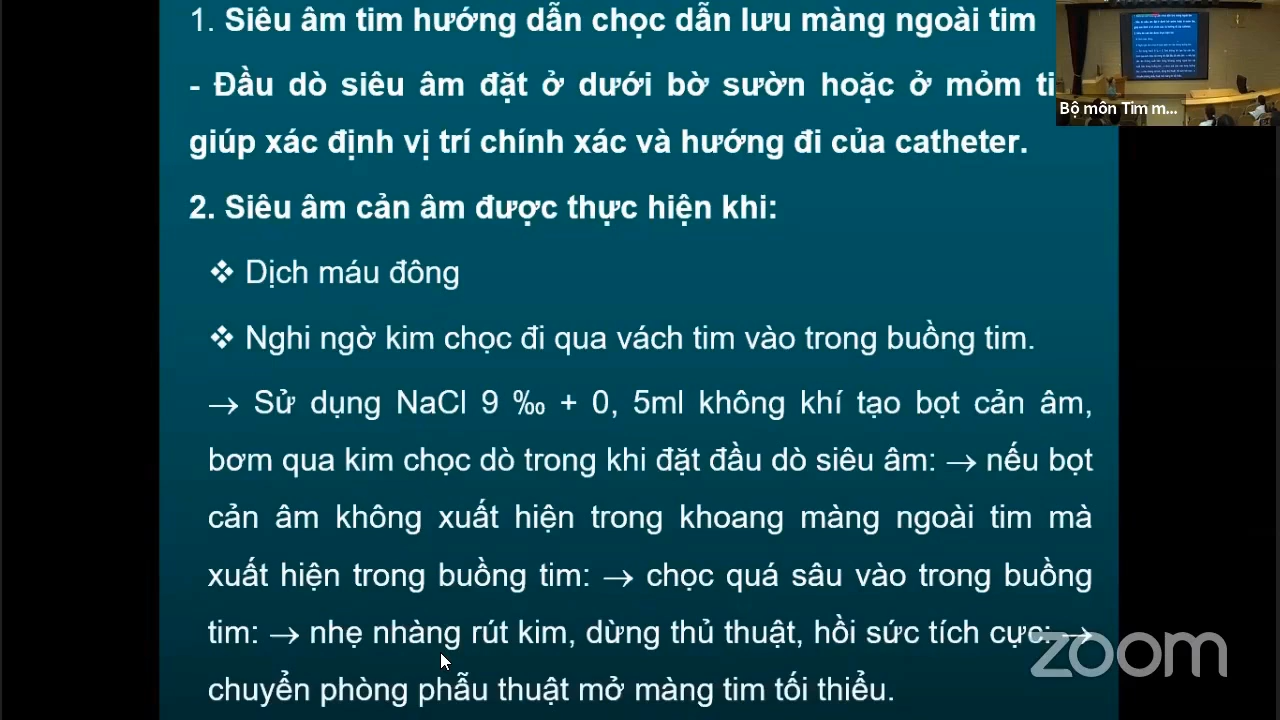 1. Siêu âm tim hướng dẫn chọc dẫn lưu màng ngoài tim
- Đầu dò siêu âm đặt ở dưới bờ sườn hoặc ở mỏm ti
giúp xác định vị trí chính xác và hướng đi của catheter.
2. Siêu âm cản âm được thực hiện khi:
❖ Dịch máu đông
❖ Nghi ngờ kim chọc đi qua vách tim vào trong buồng tim.
→ Sử dụng NaCl 9 ‰ + 0, 5ml không khí tạo bọt cản âm,
bơm qua kim chọc dò trong khi đặt đầu dò siêu âm: → nếu bọt
cản âm không xuất hiện trong khoang màng ngoài tim mà
xuất hiện trong buồng tim: → chọc quá sâu vào trong buồng
tim: → nhẹ nhàng rút kim, dừng thủ thuật, hồi sức tích cực: →
chuyển phòng phẫu thuật mở màng tim tối thiểu.
Bộ môn Tim m...
zoom